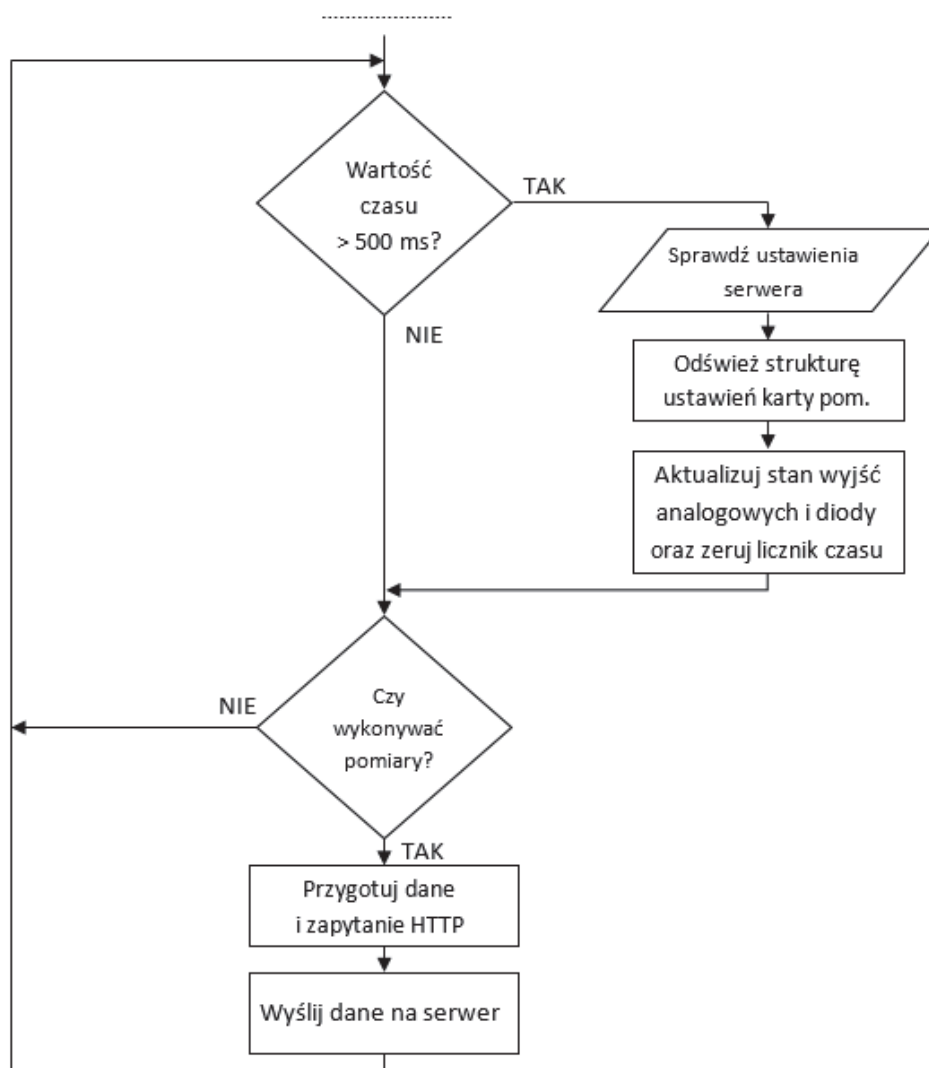 Wartość
czasu
> 500 ms?
TAK
Sprawdź ustawienia
serwera
NIE
Odśwież strukturę
ustawień karty pom.
Aktualizuj stan wyjść
analogowych i diody
oraz zeruj licznik czasu
NIE
Czy
wykonywać
pomiary?
TAK
Przygotuj dane
i zapytanie HTTP
Wyślij dane na serwer